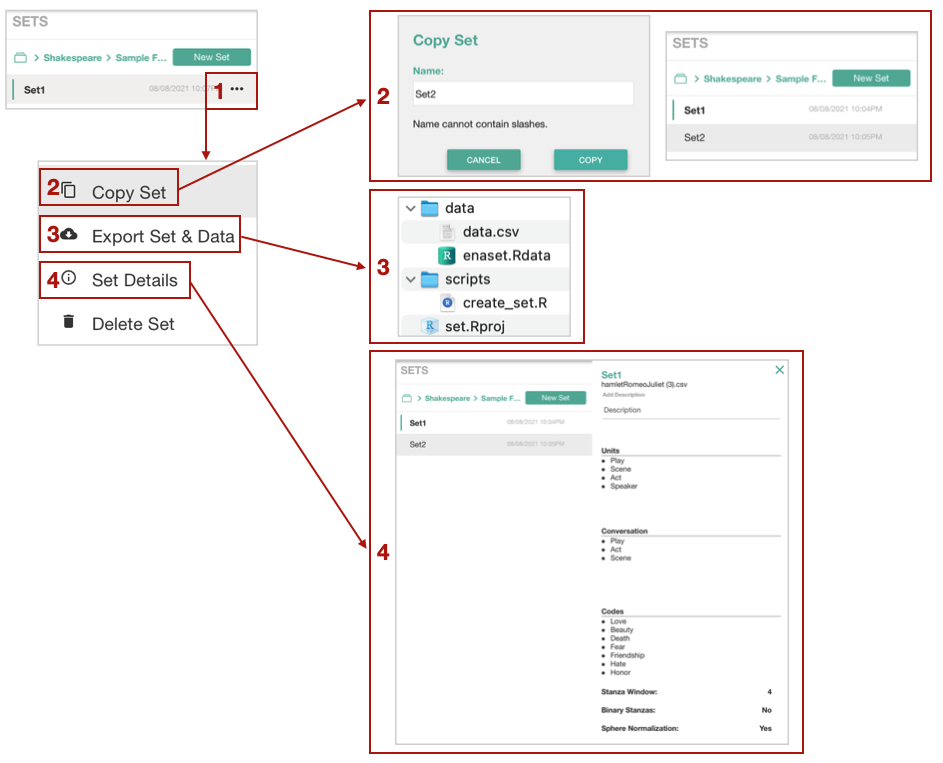 SETS
Shakespeare > Sample F... New Set
Set1 08/08/2021 10:07PM
1
2 Copy Set
3 Export Set & Data
4 Set Details
Delete Set
2
Copy Set
Name:
Set2
Name cannot contain slashes.
CANCEL COPY
SETS
Shakespeare > Sample F... New Set
Set1 08/08/2021 10:04PM
Set2 08/08/2021 10:05PM
3
data
data.csv
enaset.Rdata
scripts
create_set.R
set.Rproj
4
SETS
Shakespeare > Sample F... New Set
Set1 08/08/2021 10:04PM
Set2 08/08/2021 10:05PM
Set1
hamletRomeoJuliet (3).csv
Add Description
Description
Units
Play
Scene
Act
Speaker
Conversation
Play
Act
Scene
Codes
Love
Beauty
Death
Fear
Friendship
Hate
Honor
Stanza Window: 4
Binary Stanzas: No
Sphere Normalization: Yes